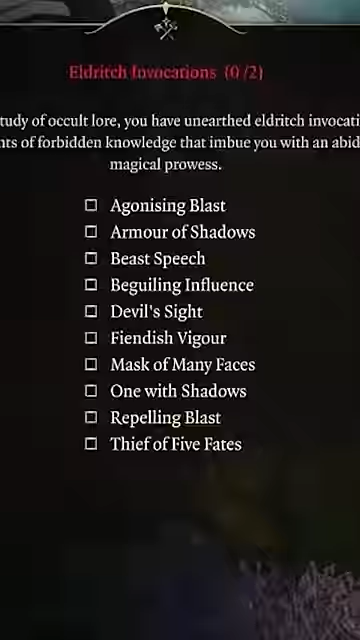 Eldritch Invocations (0/2)
tudy of occult lore, you have unearthed eldritch invocati
nts of forbidden knowledge that imbue you with an abid
magical prowess.
Agonising Blast
Armour of Shadows
Beast Speech
Beguiling Influence
Devil's Sight
Fiendish Vigour
Mask of Many Faces
One with Shadows
Repelling Blast
Thief of Five Fates